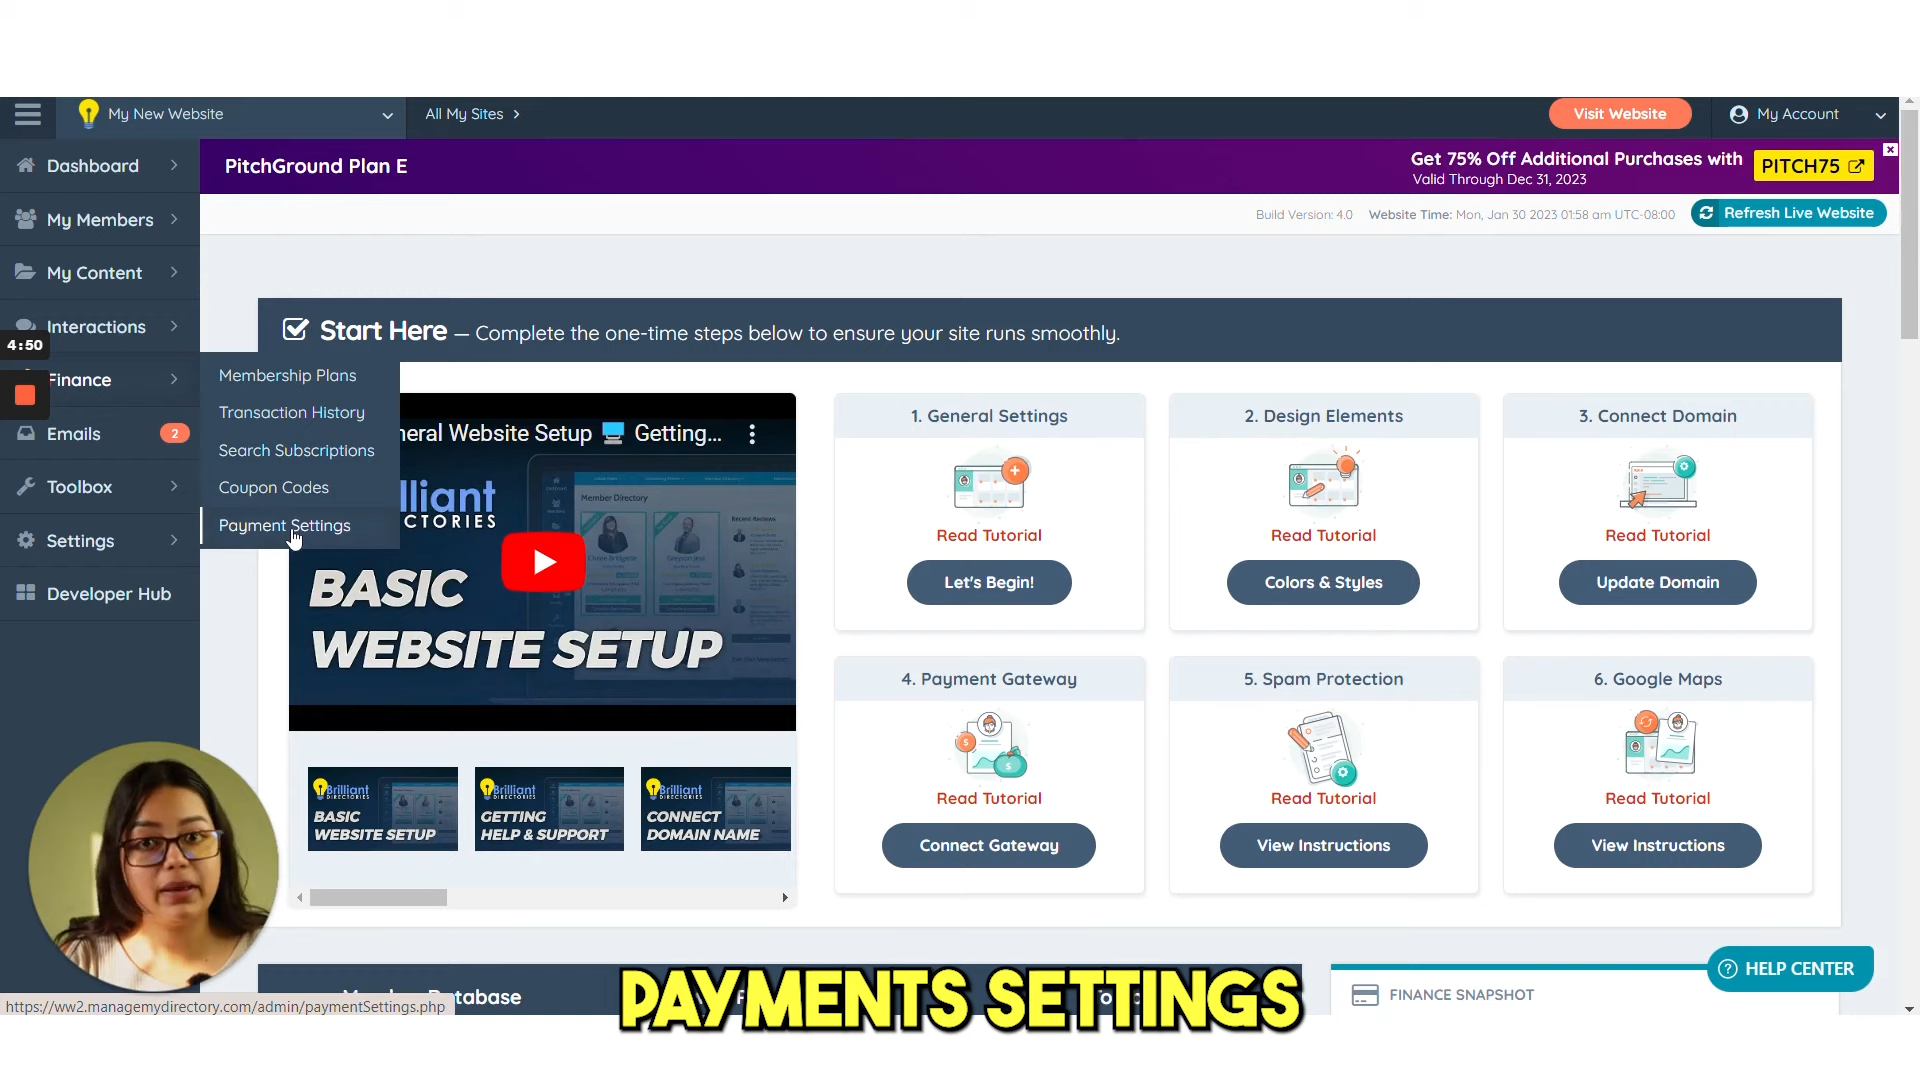 My New Website
All My Sites
Visit Website
My Account
Dashboard
My Members
My Content
Interactions
4:50
Finance
Emails
2
Toolbox
Settings
Developer Hub
PitchGround Plan E
Get 75% Off Additional Purchases with
Valid Through Dec 31, 2023
PITCH75
Build Version: 4.0
Website Time: Mon, Jan 30 2023 01:58 am UTC-08:00
Refresh Live Website
Start Here — Complete the one-time steps below to ensure your site runs smoothly.
Membership Plans
Transaction History
Search Subscriptions
Coupon Codes
Payment Settings
neral Website Setup Getting...
lliant
ECTORIES
Member Directory
BASIC
WEBSITE SETUP
Brilliant
Directories
BASIC
WEBSITE SETUP
Brilliant
Directories
GETTING
HELP & SUPPORT
Brilliant
Directories
CONNECT
DOMAIN NAME
1. General Settings
Read Tutorial
Let's Begin!
2. Design Elements
Read Tutorial
Colors & Styles
3. Connect Domain
Read Tutorial
Update Domain
4. Payment Gateway
Read Tutorial
Connect Gateway
5. Spam Protection
Read Tutorial
View Instructions
6. Google Maps
Read Tutorial
View Instructions
HELP CENTER
FINANCE SNAPSHOT
PAYMENTS SETTINGS
https://ww2.managemydirectory.com/admin/paymentSettings.php